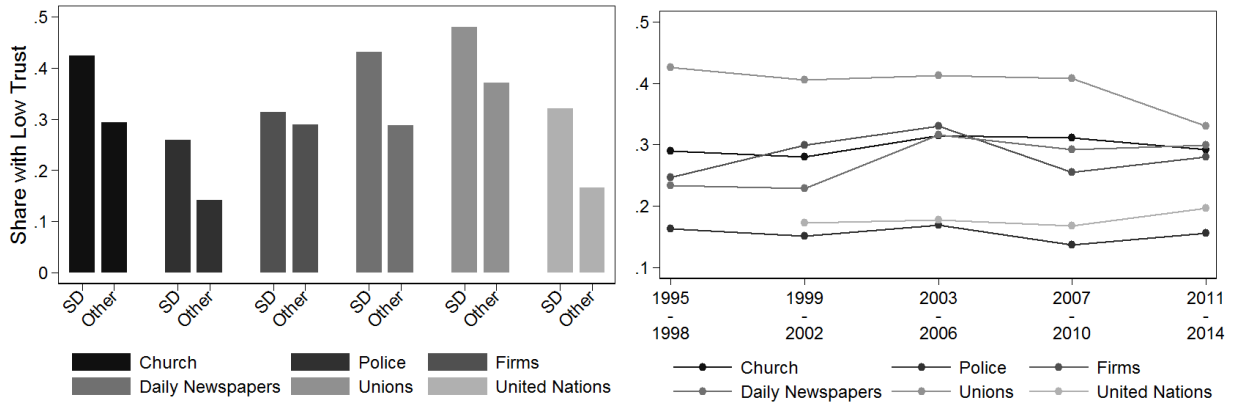 Share with Low Trust
.5
.4
.3
.2
.1
0
SD Other SD Other SD Other SD Other SD Other SD Other
Church Police Firms
Daily Newspapers Unions United Nations
.5
.4
.3
.2
.1
1995 1999 2003 2007 2011
- - - - -
1998 2002 2006 2010 2014
Church Police Firms
Daily Newspapers Unions United Nations